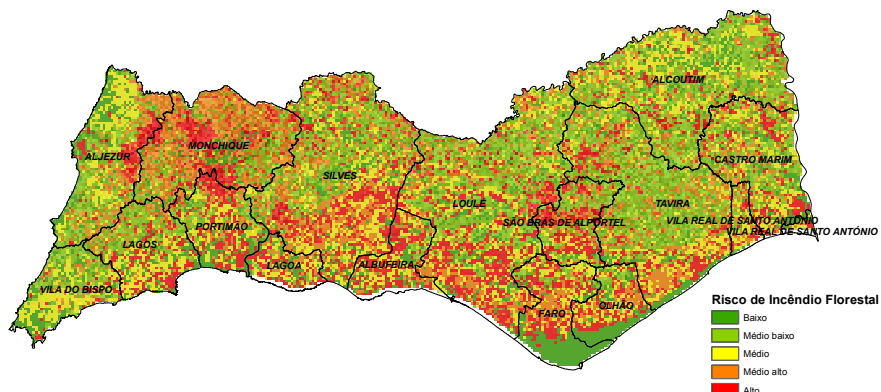 ALCOUTIM
MONCHIQUE
ALJEZUR
CASTRO MARIM
SILVES
LOULÉ
TAVIRA
SÃO BRÁS DE ALPORTEL
VILA REAL DE SANTO ANTÓNIO
PORTIMÃO
VILA REAL DE SANTO ANTÓNIO
LAGOS
LAGOA
ALBUFEIRA
VILA DO BISPO
OLHÃO
FARO
Risco de Incêndio Florestal
Baixo
Médio baixo
Médio
Médio alto
Alto